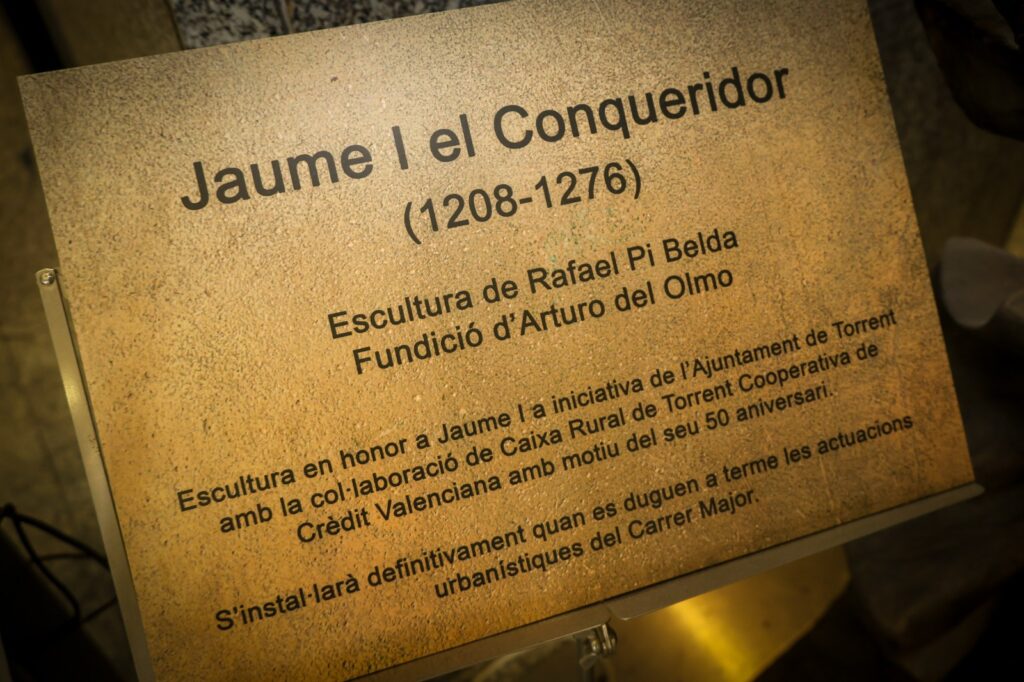 Jaume I el Conqueridor
(1208-1276)
Escultura de Rafael Pi Belda
Fundició d’Arturo del Olmo
Escultura en honor a Jaume I a iniciativa de l’Ajuntament de Torrent
amb la col·laboració de Caixa Rural de Torrent Cooperativa de
Crèdit Valenciana amb motiu del seu 50 aniversari.
S'instal·larà definitivament quan es duguen a terme les actuacions
urbanístiques del Carrer Major.